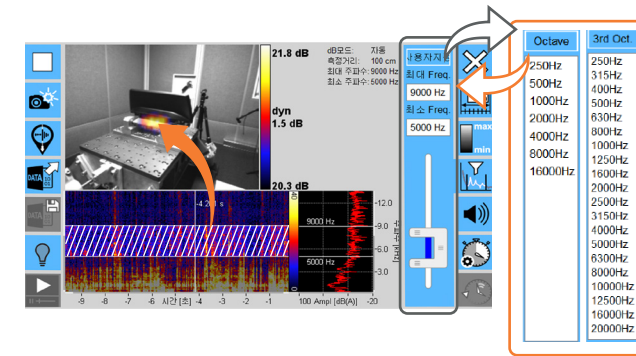 21.8 dB
dyn
1.5 dB
20.3 dB
dB모드: 자동
측정거리: 100 cm
최대 주파수: 9000 Hz
최소 주파수: 5000 Hz
사용자지정
최대 Freq.
9000 Hz
최소 Freq.
5000 Hz
max
min
DATA
DATA
9000 Hz
5000 Hz
-12.0
-9.0
-6.0
-3.0
주파수 [kHz]
-9 -8 -7 -6 시간 [초] -4 -3 -2 -1
100 Ampl [dB(A)] -20
Octave
250Hz
500Hz
1000Hz
2000Hz
4000Hz
8000Hz
16000Hz
3rd Oct.
250Hz
315Hz
400Hz
500Hz
630Hz
800Hz
1000Hz
1250Hz
1600Hz
2000Hz
2500Hz
3150Hz
4000Hz
5000Hz
6300Hz
8000Hz
10000Hz
12500Hz
16000Hz
20000Hz